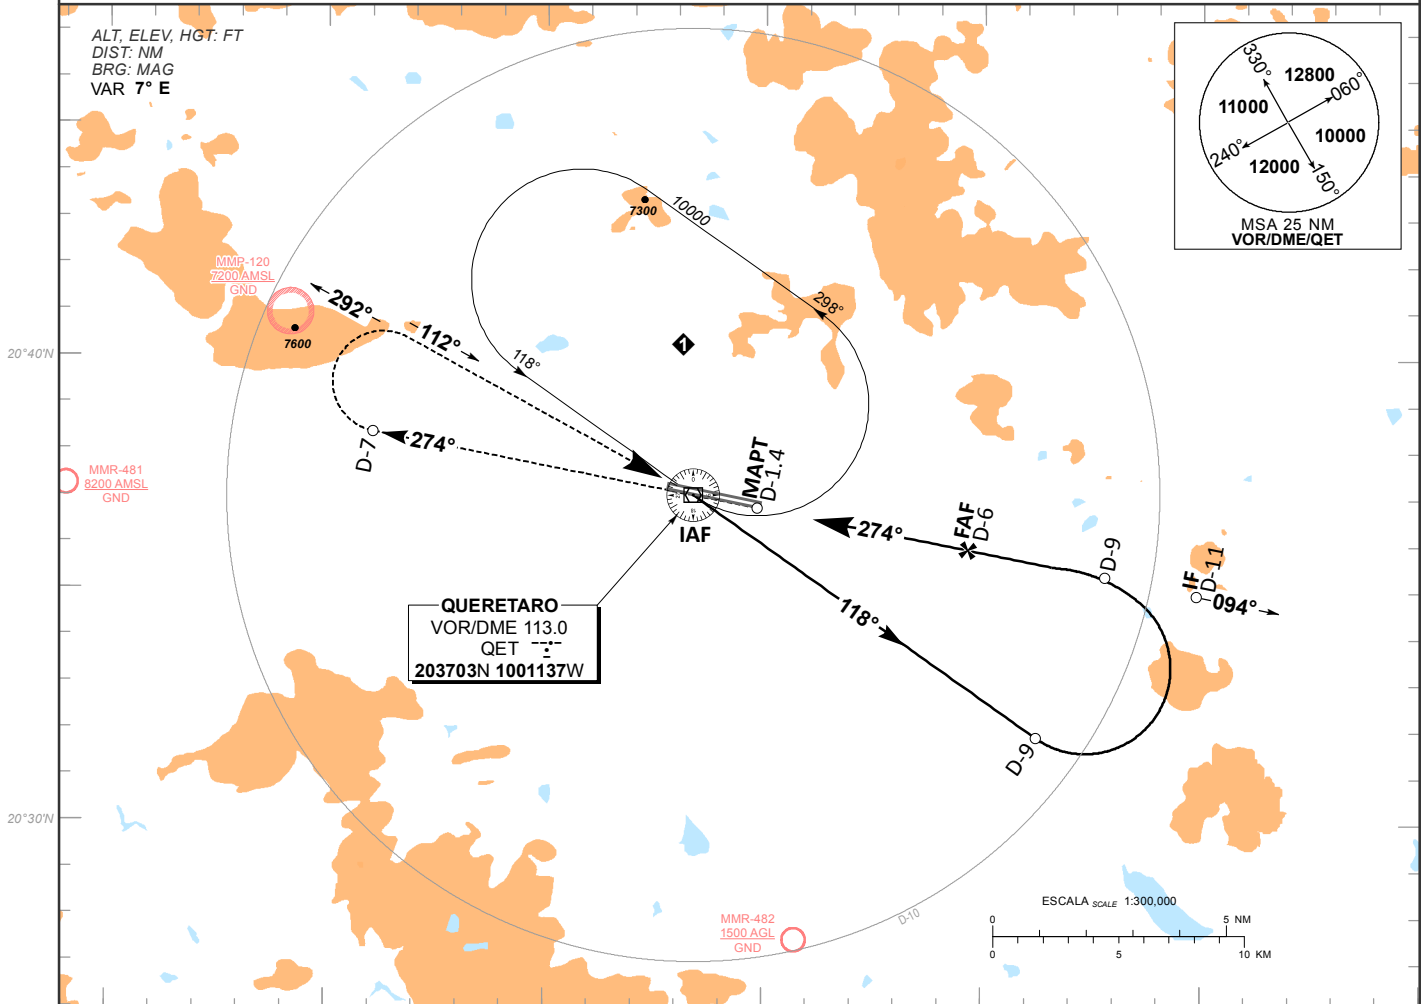 ALT, ELEV, HGT: FT
DIST: NM
BRG: MAG
VAR 7° E
330°
12800
060°
11000
10000
240°
12000
150°
MSA 25 NM
VOR/DME/QET
7300
10000
MMP-120
7200 AMSL
GND
292°
112°
298°
7600
118°
1
20°40'N
D-7
274°
MAPT
D-1.4
MMR-481
8200 AMSL
GND
0
IAF
274°
FAF
D-6
D-9
IF
D-11
094°
QUERETARO
VOR/DME 113.0
QET
203703N 1001137W
118°
D-9
20°30'N
MMR-482
1500 AGL
GND
D-10
ESCALA SCALE 1:300,000
0 5 NM
0 5 10 KM